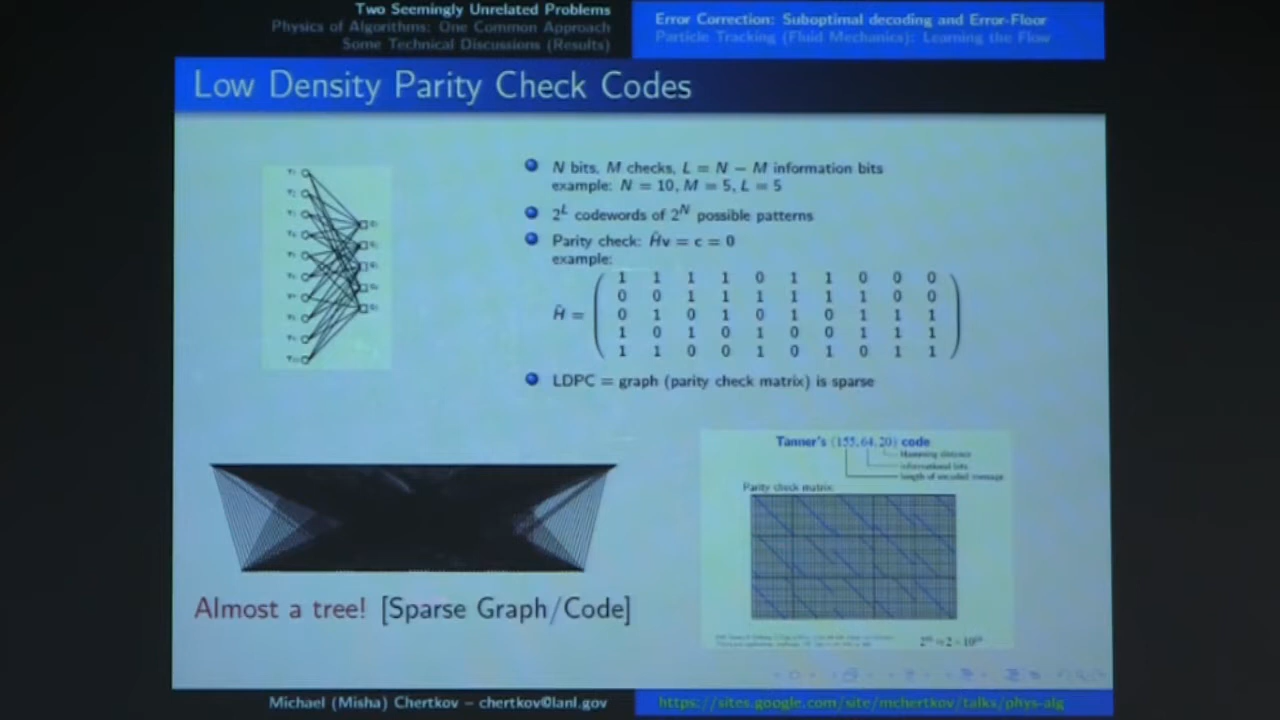 Two Seemingly Unrelated Problems
Physics of Algorithms: One Common Approach
Some Technical Discussions (Results)
Error Correction: Suboptimal decoding and Error-Floor
Particle Tracking (Fluid Mechanics): Learning the Flow
Low Density Parity Check Codes
N bits, M checks, L = N − M information bits
example: N = 10, M = 5, L = 5
2^L codewords of 2^N possible patterns
Parity check: Ĥv = c = 0
example:
Ĥ =
1 1 1 1 0 1 1 0 0 0
0 0 1 1 1 1 1 1 0 0
0 1 0 1 0 1 0 1 1 1
1 0 1 0 1 0 0 1 1 1
1 1 0 0 1 0 1 0 1 1
LDPC = graph (parity check matrix) is sparse
Tanner's (155,64,20) code
Hamming distance
informational bits
length of encoded message
Parity check matrix
Almost a tree! [Sparse Graph/Code]
Michael (Misha) Chertkov – chertkov@lanl.gov
https://sites.google.com/site/mchertkov/talks/phys-alg